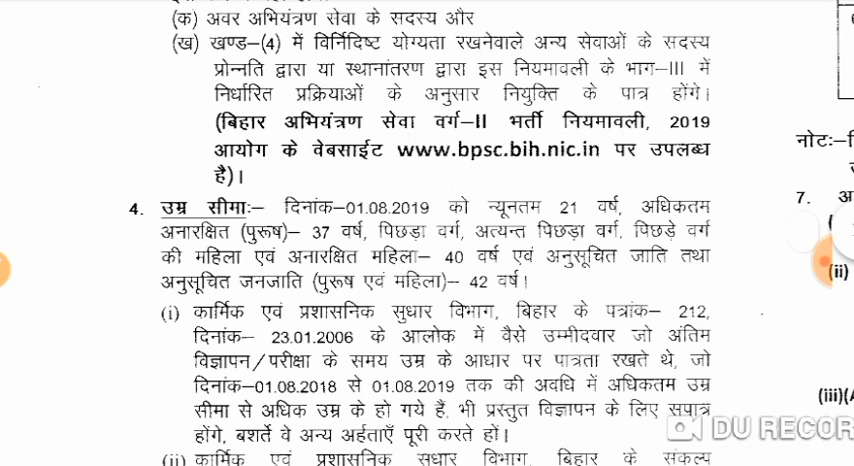 (क) अवर अभियंत्रण सेवा के सदस्य और
(ख) खण्ड–(4) में विर्निदिष्ट योग्यता रखनेवाले अन्य सेवाओं के सदस्य
प्रोन्नति द्वारा या स्थानांतरण द्वारा इस नियमावली के भाग–III में
निर्धारित प्रक्रियाओं के अनुसार नियुक्ति के पात्र होंगे।
(बिहार अभियंत्रण सेवा वर्ग–II भर्ती नियमावली, 2019
आयोग के वेबसाईट www.bpsc.bih.nic.in पर उपलब्ध
है)।
4. उम्र सीमाः– दिनांक–01.08.2019 को न्यूनतम 21 वर्ष, अधिकतम
अनारक्षित (पुरूष)– 37 वर्ष, पिछड़ा वर्ग, अत्यन्त पिछड़ा वर्ग, पिछड़े वर्ग
की महिला एवं अनारक्षित महिला– 40 वर्ष एवं अनुसूचित जाति तथा
अनुसूचित जनजाति (पुरूष एवं महिला)– 42 वर्ष।
(i) कार्मिक एवं प्रशासनिक सुधार विभाग, बिहार के पत्रांक– 212,
दिनांक– 23.01.2006 के आलोक में वैसे उम्मीदवार जो अंतिम
विज्ञापन/परीक्षा के समय उम्र के आधार पर पात्रता रखते थे, जो
दिनांक–01.08.2018 से 01.08.2019 तक की अवधि में अधिकतम उम्र
सीमा से अधिक उम्र के हो गये हैं, भी प्रस्तुत विज्ञापन के लिए सपात्र
होंगे, बशर्ते वे अन्य अर्हताएँ पूरी करते हों।
(ii) कार्मिक एवं प्रशासनिक सुधार विभाग, बिहार के संकल्प
नोटः–
7.
(ii)
(iii)
DU RECOR